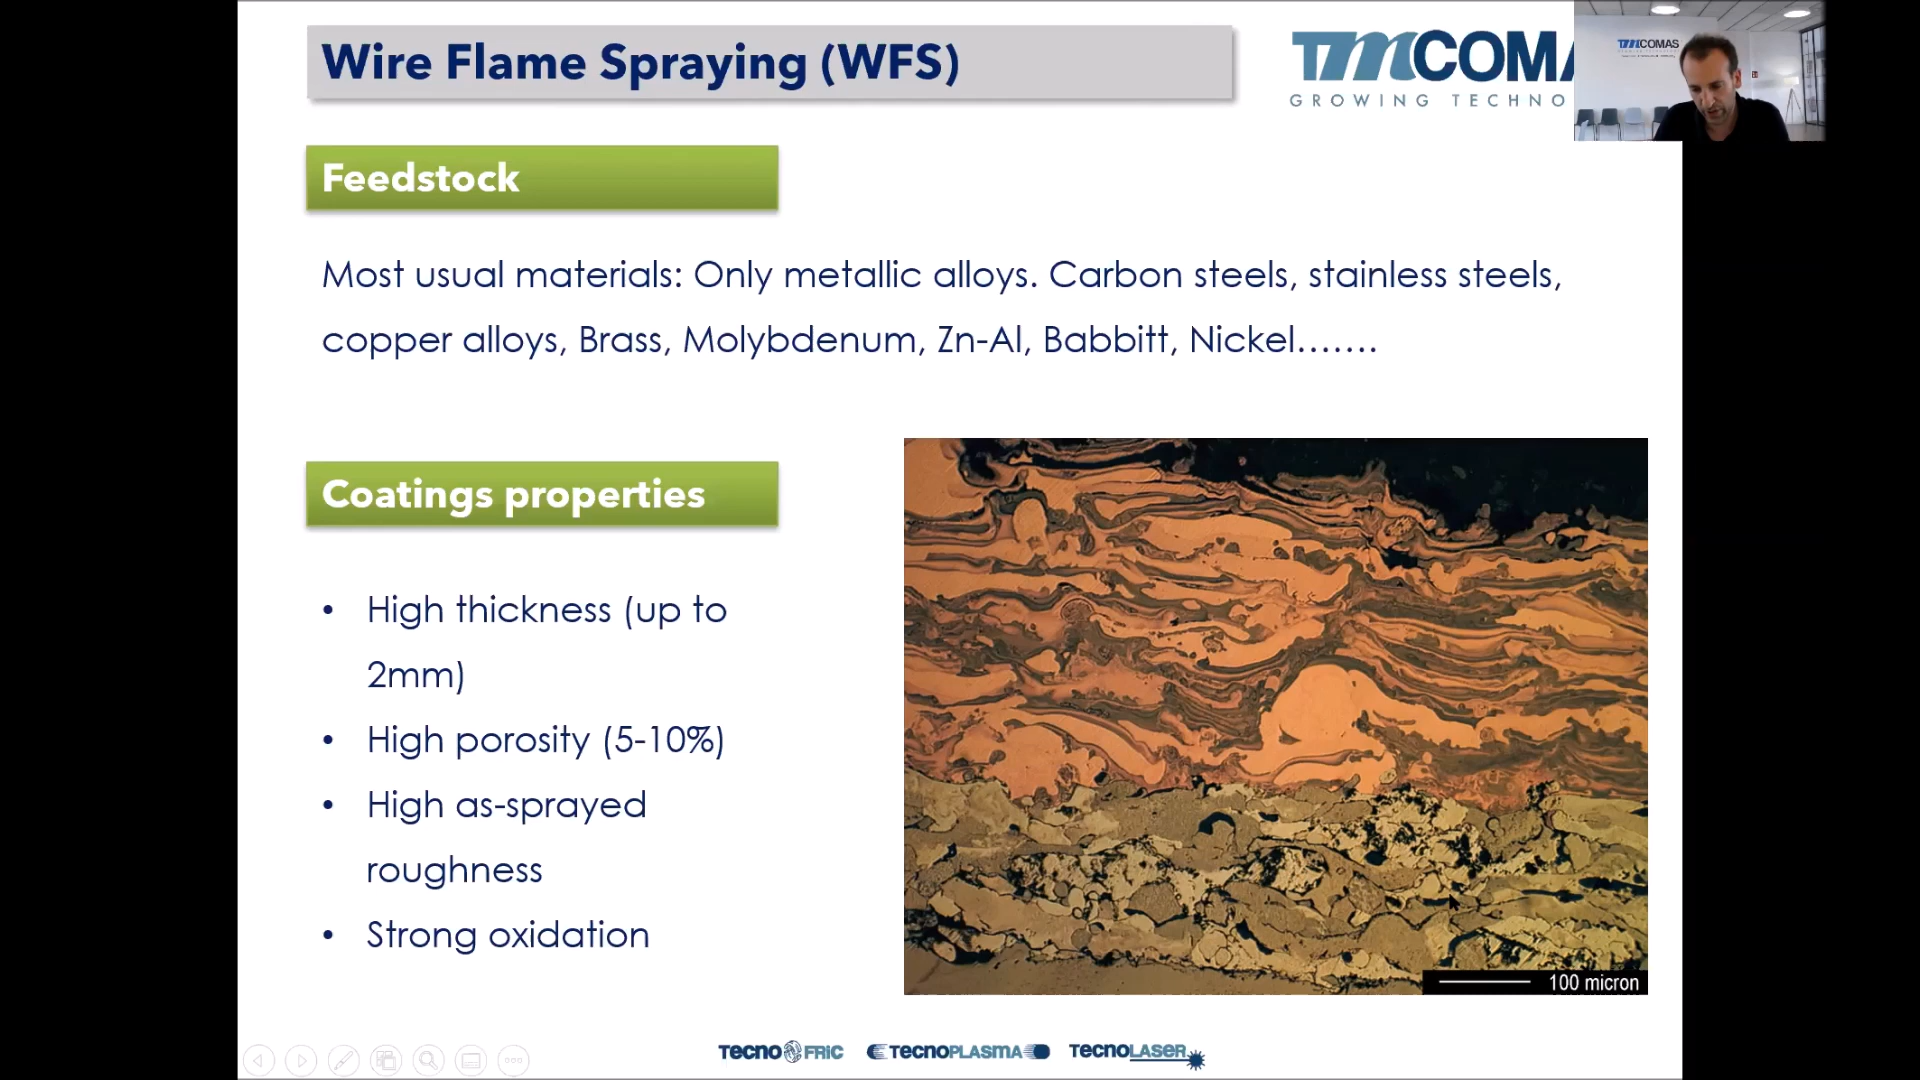 Wire Flame Spraying (WFS)
TMCOMA
GROWING TECHNO
TMCOMAS
Feedstock
Most usual materials: Only metallic alloys. Carbon steels, stainless steels,
copper alloys, Brass, Molybdenum, Zn-Al, Babbitt, Nickel.......
Coatings properties
• High thickness (up to
2mm)
• High porosity (5-10%)
• High as-sprayed
roughness
• Strong oxidation
100 micron
TECNOFRIC TECNOPLASMA TECNOLASER